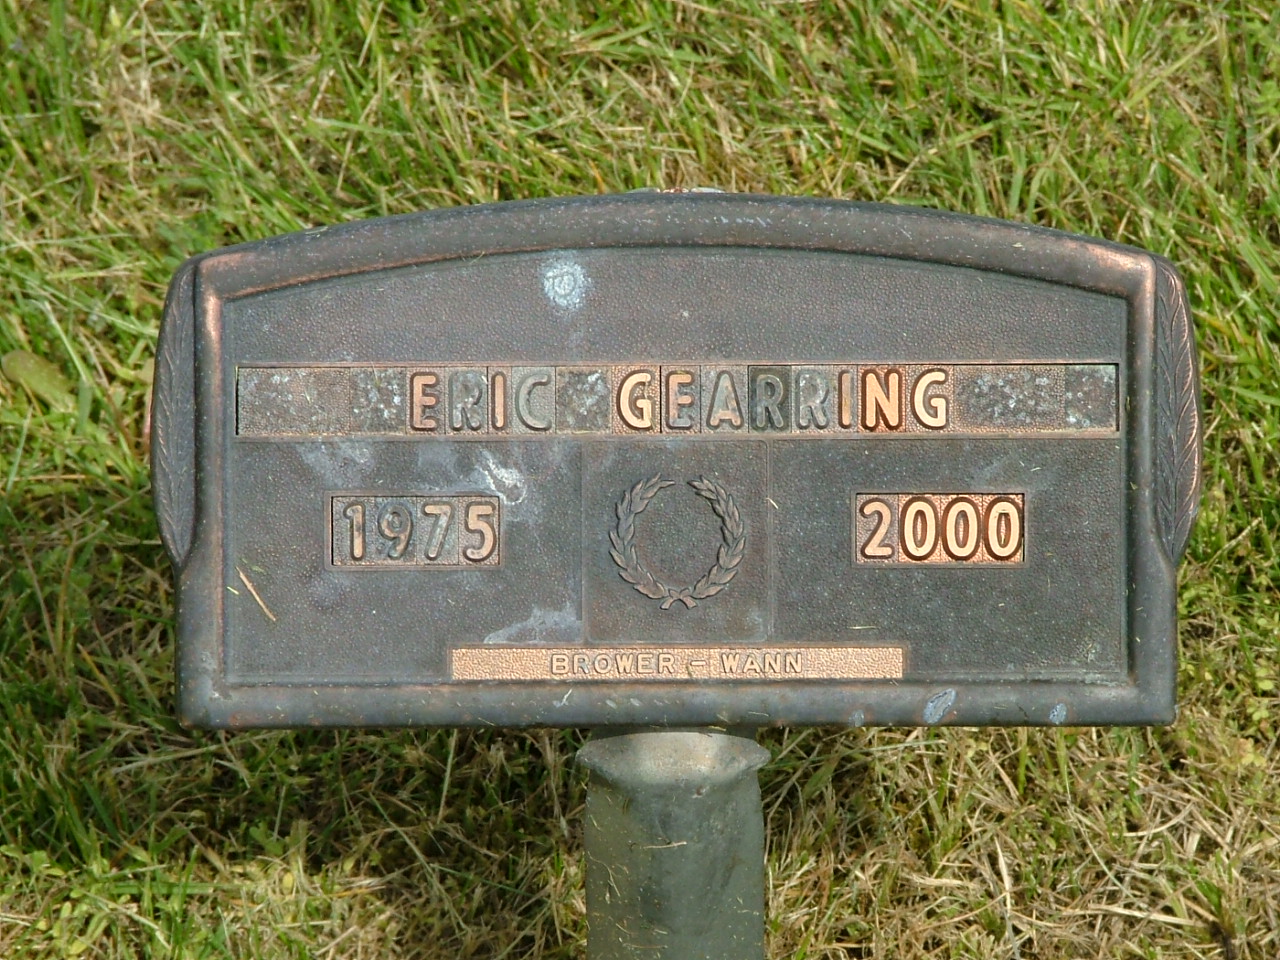 ERIC GEARRING
1975 2000
BROWER - WANN